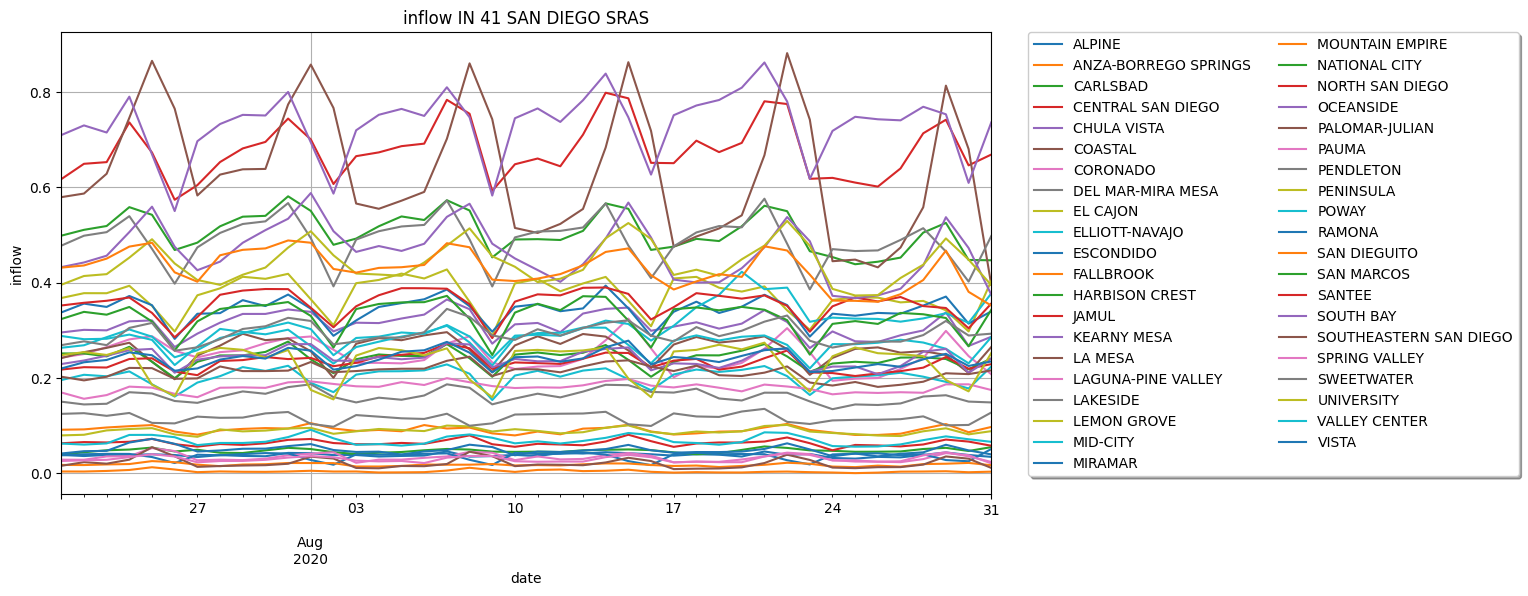 inflow IN 41 SAN DIEGO SRAS
inflow
0.8
0.6
0.4
0.2
0.0
27
03
10
17
24
31
Aug
2020
date
ALPINE
ANZA-BORREGO SPRINGS
CARLSBAD
CENTRAL SAN DIEGO
CHULA VISTA
COASTAL
CORONADO
DEL MAR-MIRA MESA
EL CAJON
ELLIOTT-NAVAJO
ESCONDIDO
FALLBROOK
HARBISON CREST
JAMUL
KEARNY MESA
LA MESA
LAGUNA-PINE VALLEY
LAKESIDE
LEMON GROVE
MID-CITY
MIRAMAR
MOUNTAIN EMPIRE
NATIONAL CITY
NORTH SAN DIEGO
OCEANSIDE
PALOMAR-JULIAN
PAUMA
PENDLETON
PENINSULA
POWAY
RAMONA
SAN DIEGUITO
SAN MARCOS
SANTEE
SOUTH BAY
SOUTHEASTERN SAN DIEGO
SPRING VALLEY
SWEETWATER
UNIVERSITY
VALLEY CENTER
VISTA